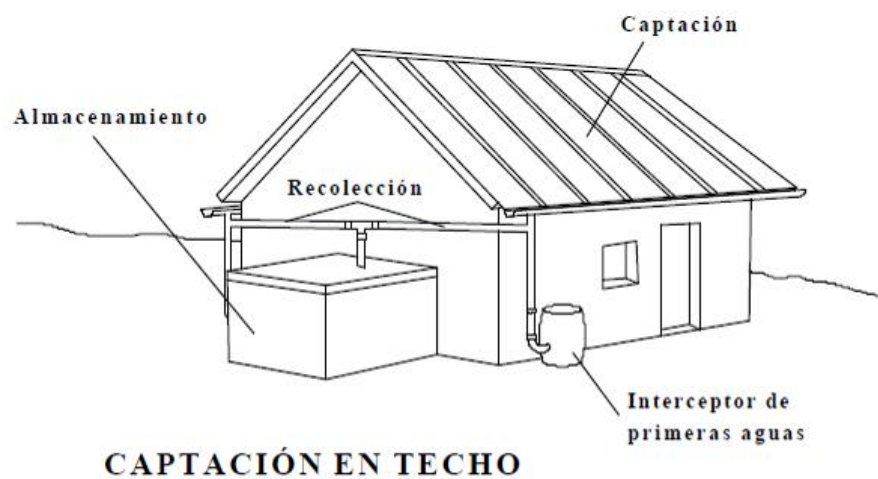 Captación
Almacenamiento
Recolección
Interceptor de
primeras aguas
CAPTACIÓN EN TECHO